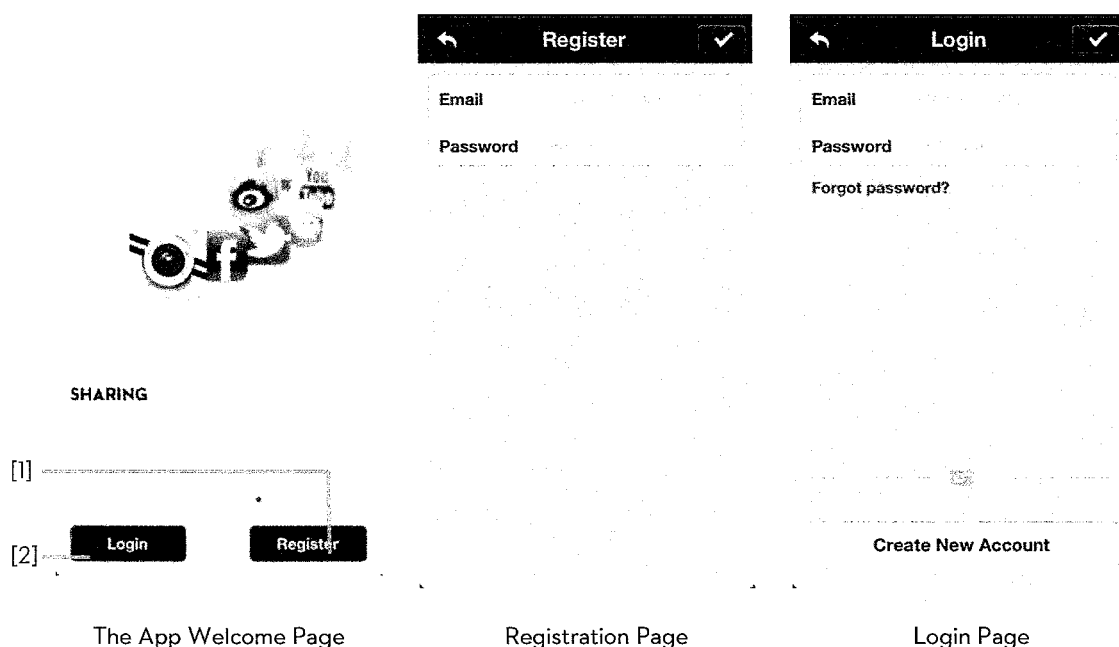 SHARING
[1]
[2]
Login
Register
The App Welcome Page
Register
Email
Password
Registration Page
Login
Email
Password
Forgot password?
Create New Account
Login Page